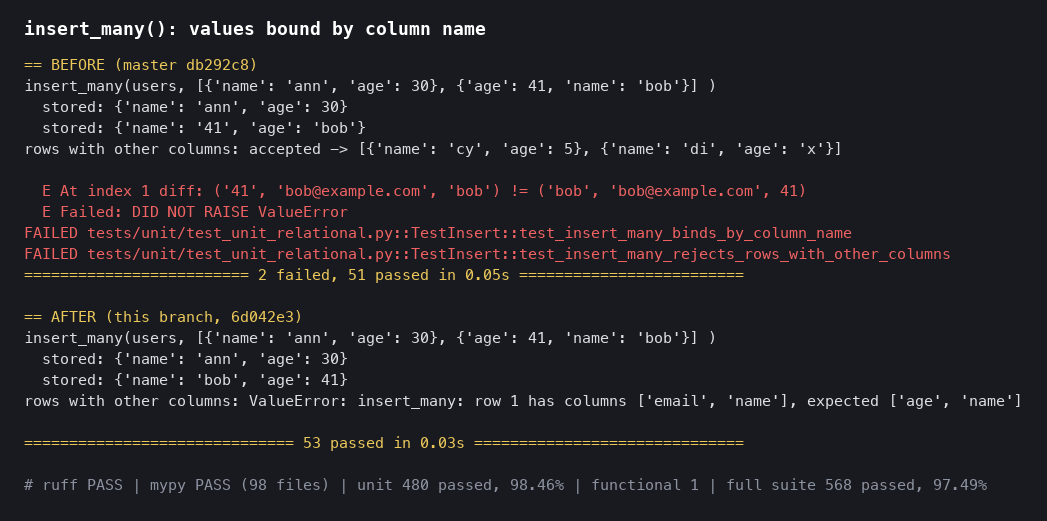 insert_many(): values bound by column name
== BEFORE (master db292c8)
insert_many(users, [{'name': 'ann', 'age': 30}, {'age': 41, 'name': 'bob'}] )
  stored: {'name': 'ann', 'age': 30}
  stored: {'name': '41', 'age': 'bob'}
rows with other columns: accepted —> [{'name': 'cy', 'age': 5}, {'name': 'di', 'age': 'x'}]
  E At index 1 diff: ('41', 'bob@example.com', 'bob') != ('bob', 'bob@example.com', 41)
  E Failed: DID NOT RAISE ValueError
FAILED tests/unit/test_unit_relational.py::TestInsert::test_insert_many_binds_by_column_name
FAILED tests/unit/test_unit_relational.py::TestInsert::test_insert_many_rejects_rows_with_other_columns
========================= 2 failed, 51 passed in 0.05s =========================
== AFTER (this branch, 6d042e3)
insert_many(users, [{'name': 'ann', 'age': 30}, {'age': 41, 'name': 'bob'}] )
  stored: {'name': 'ann', 'age': 30}
  stored: {'name': 'bob', 'age': 41}
rows with other columns: ValueError: insert_many: row 1 has columns ['email', 'name'], expected ['age', 'name']
============================== 53 passed in 0.03s ==============================
# ruff PASS | mypy PASS (98 files) | unit 480 passed, 98.46% | functional 1 | full suite 568 passed, 97.49%